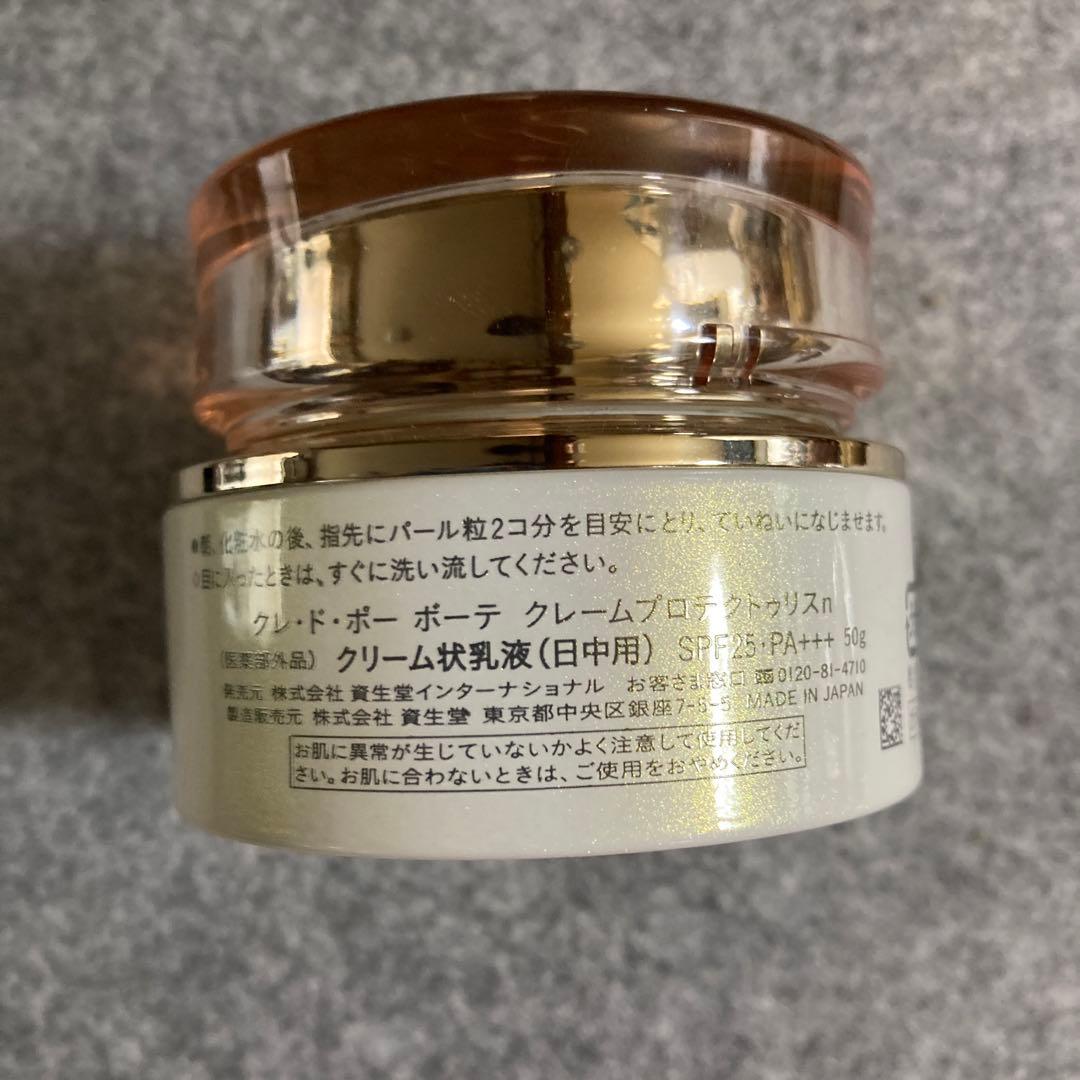 ●朝、化粧水の後、指先にパール粒2コ分を目安にとり、ていねいになじませます。
○目に入ったときは、すぐに洗い流してください。
クレ・ド・ポー ボーテ クレームプロテクトゥリスn
(医薬部外品) クリーム状乳液(日中用) SPF25・PA+++ 50g
発売元 株式会社 資生堂インターナショナル お客さま窓口 0120-81-4710
製造販売元 株式会社 資生堂 東京都中央区銀座7-5-5 MADE IN JAPAN
お肌に異常が生じていないかよく注意して使用してくだ
さい。お肌に合わないときは、ご使用をおやめください。